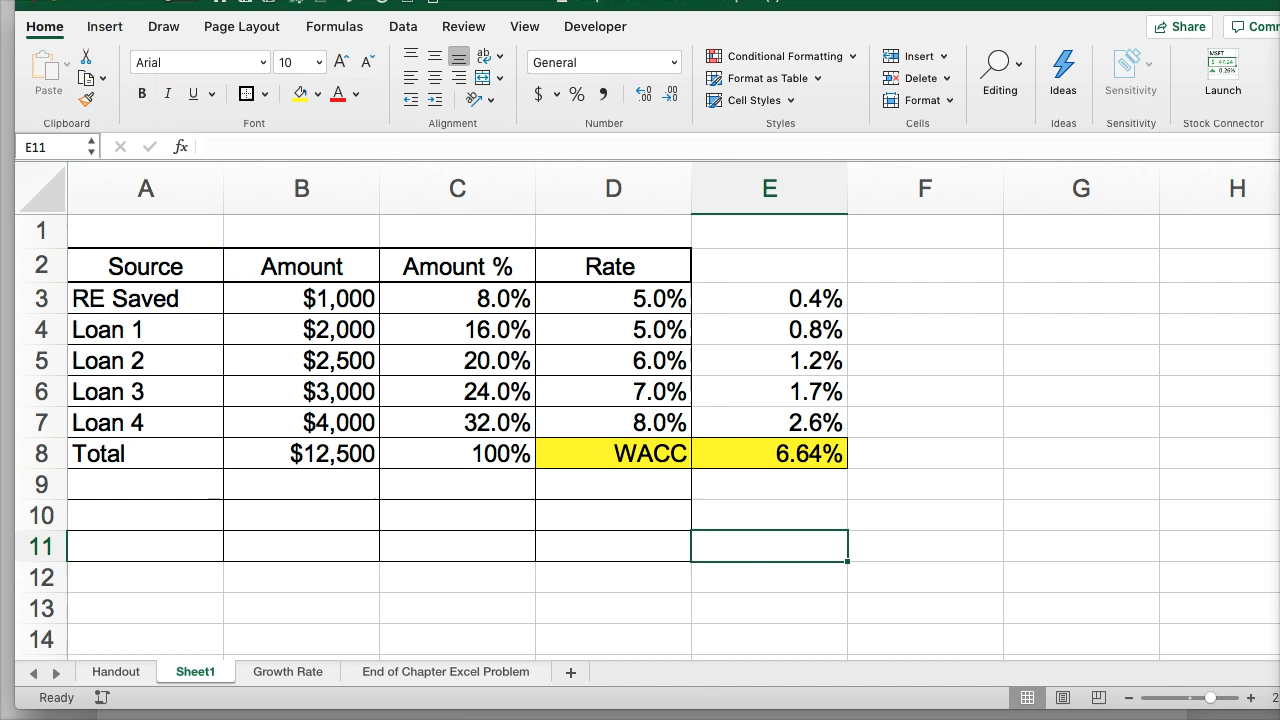 Home Insert Draw Page Layout Formulas Data Review View Developer Share
Paste Arial 10 A A General Conditional Formatting Insert
B I U A ab $ % Format as Table Delete
Cell Styles Format Editing Ideas Sensitivity Launch
Clipboard Font Alignment Number Styles Cells Ideas Sensitivity Stock Connector
E11 fx
A B C D E F G H
1
2 Source Amount Amount % Rate
3 RE Saved $1,000 8.0% 5.0% 0.4%
4 Loan 1 $2,000 16.0% 5.0% 0.8%
5 Loan 2 $2,500 20.0% 6.0% 1.2%
6 Loan 3 $3,000 24.0% 7.0% 1.7%
7 Loan 4 $4,000 32.0% 8.0% 2.6%
8 Total $12,500 100% WACC 6.64%
9
10
11
12
13
14
Handout Sheet1 Growth Rate End of Chapter Excel Problem +
Ready